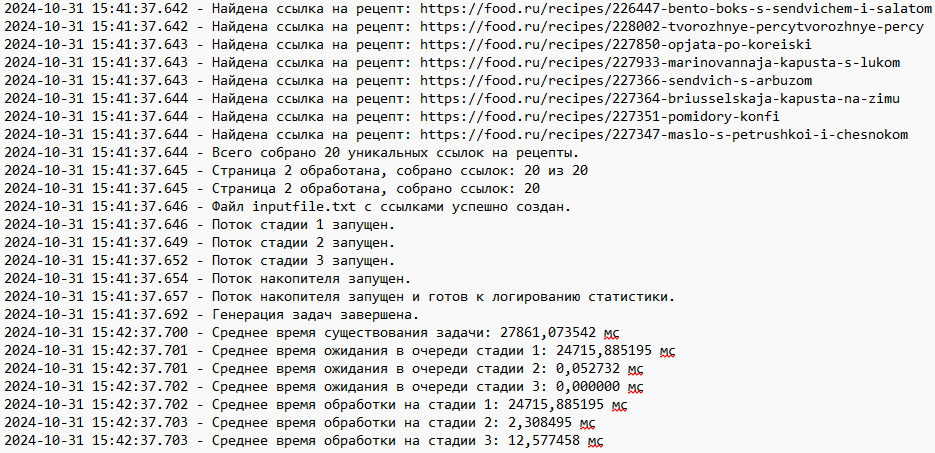 2024-10-31 15:41:37.642 - Найдена ссылка на рецепт: https://food.ru/recipes/226447-bento-boks-s-sendvichem-i-salatom
2024-10-31 15:41:37.642 - Найдена ссылка на рецепт: https://food.ru/recipes/228002-tvorozhnye-percytvorozhnye-percy
2024-10-31 15:41:37.643 - Найдена ссылка на рецепт: https://food.ru/recipes/227850-opjata-po-koreiski
2024-10-31 15:41:37.643 - Найдена ссылка на рецепт: https://food.ru/recipes/227933-marinovannaja-kapusta-s-lukom
2024-10-31 15:41:37.643 - Найдена ссылка на рецепт: https://food.ru/recipes/227366-sendvich-s-arbuzom
2024-10-31 15:41:37.644 - Найдена ссылка на рецепт: https://food.ru/recipes/227364-briusselskaja-kapusta-na-zimu
2024-10-31 15:41:37.644 - Найдена ссылка на рецепт: https://food.ru/recipes/227351-pomidory-konfi
2024-10-31 15:41:37.644 - Найдена ссылка на рецепт: https://food.ru/recipes/227347-maslo-s-petrushkoi-i-chesnokom
2024-10-31 15:41:37.644 - Всего собрано 20 уникальных ссылок на рецепты.
2024-10-31 15:41:37.645 - Страница 2 обработана, собрано ссылок: 20 из 20
2024-10-31 15:41:37.645 - Страница 2 обработана, собрано ссылок: 20
2024-10-31 15:41:37.646 - Файл inputfile.txt с ссылками успешно создан.
2024-10-31 15:41:37.646 - Поток стадии 1 запущен.
2024-10-31 15:41:37.649 - Поток стадии 2 запущен.
2024-10-31 15:41:37.652 - Поток стадии 3 запущен.
2024-10-31 15:41:37.654 - Поток накопителя запущен.
2024-10-31 15:41:37.657 - Поток накопителя запущен и готов к логированию статистики.
2024-10-31 15:41:37.692 - Генерация задач завершена.
2024-10-31 15:42:37.700 - Среднее время существования задачи: 27861,073542 мс
2024-10-31 15:42:37.701 - Среднее время ожидания в очереди стадии 1: 24715,885195 мс
2024-10-31 15:42:37.701 - Среднее время ожидания в очереди стадии 2: 0,052732 мс
2024-10-31 15:42:37.702 - Среднее время ожидания в очереди стадии 3: 0,000000 мс
2024-10-31 15:42:37.702 - Среднее время обработки на стадии 1: 24715,885195 мс
2024-10-31 15:42:37.703 - Среднее время обработки на стадии 2: 2,308495 мс
2024-10-31 15:42:37.703 - Среднее время обработки на стадии 3: 12,577458 мс